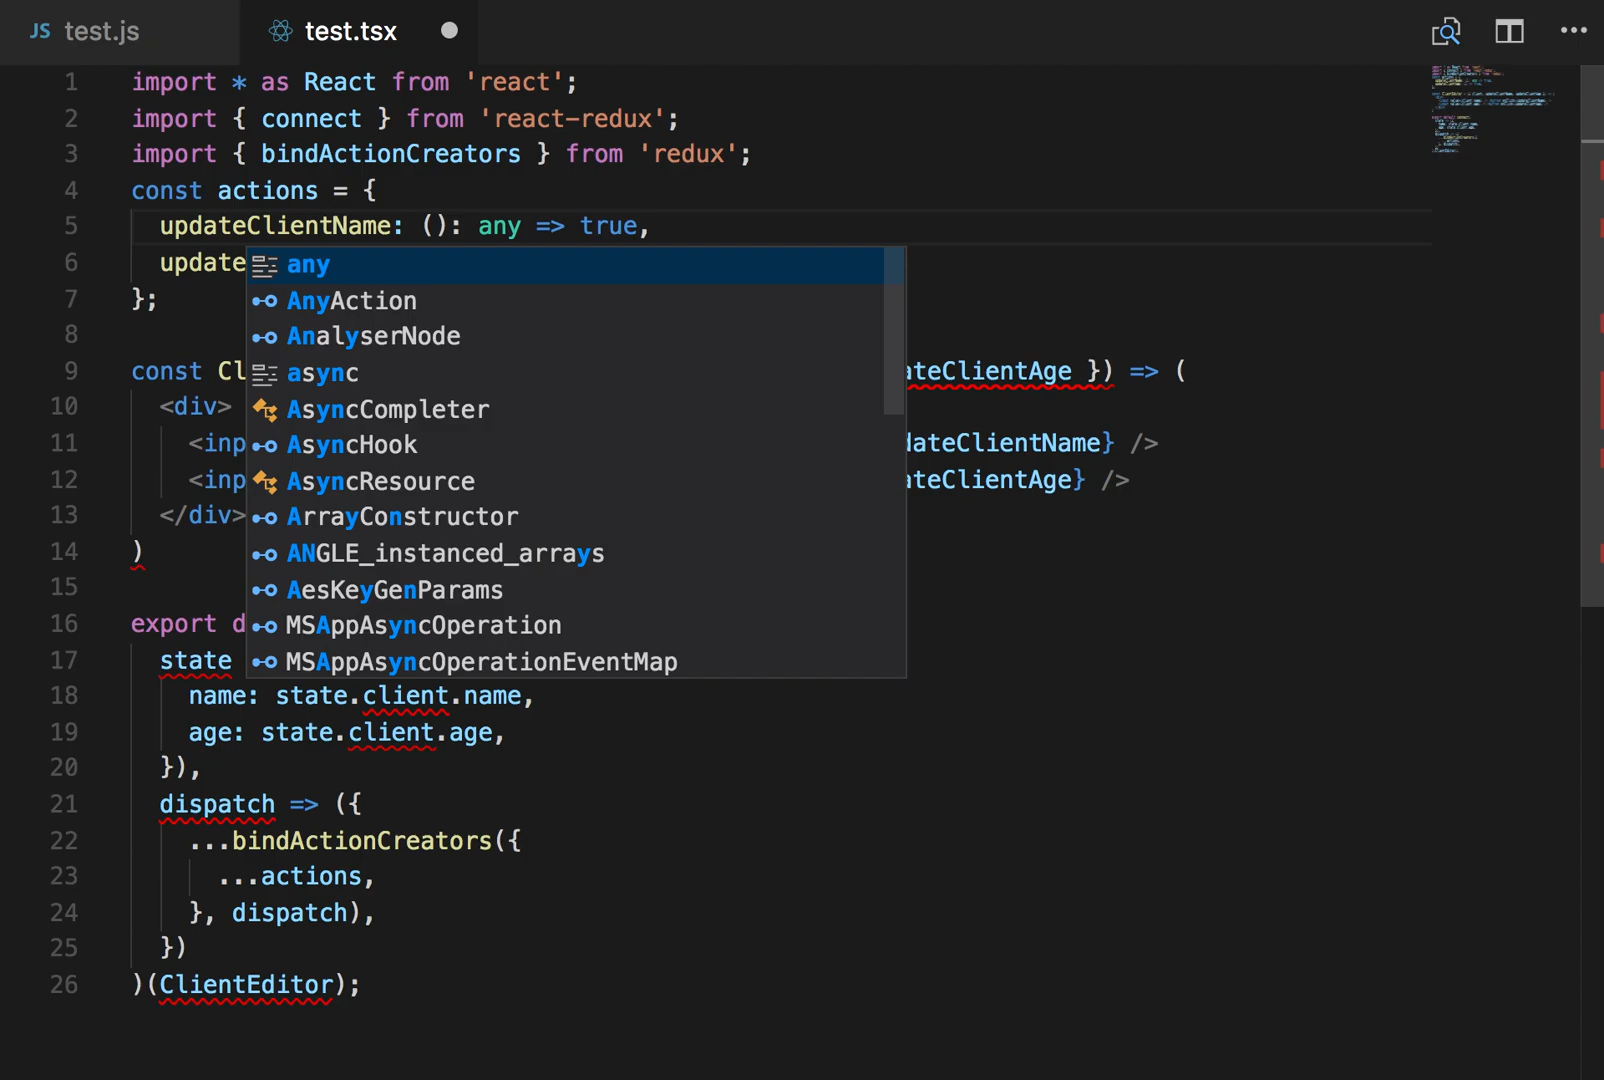 JS test.js
test.tsx
1 import * as React from 'react';
2 import { connect } from 'react-redux';
3 import { bindActionCreators } from 'redux';
4 const actions = {
5 updateClientName: (): any => true,
6 update
any
7 };
AnyAction
8
AnalyserNode
9 const Cl
async
ateClientAge }) => (
10 <div>
AsyncCompleter
11 <inp
AsyncHook
dateClientName} />
12 <inp
AsyncResource
ateClientAge} />
13 </div>
ArrayConstructor
14 )
ANGLE_instanced_arrays
15
AesKeyGenParams
16 export d
MSAppAsyncOperation
17 state
MSAppAsyncOperationEventMap
18 name: state.client.name,
19 age: state.client.age,
20 }),
21 dispatch => ({
22 ...bindActionCreators({
23 ...actions,
24 }, dispatch),
25 })
26 )(ClientEditor);